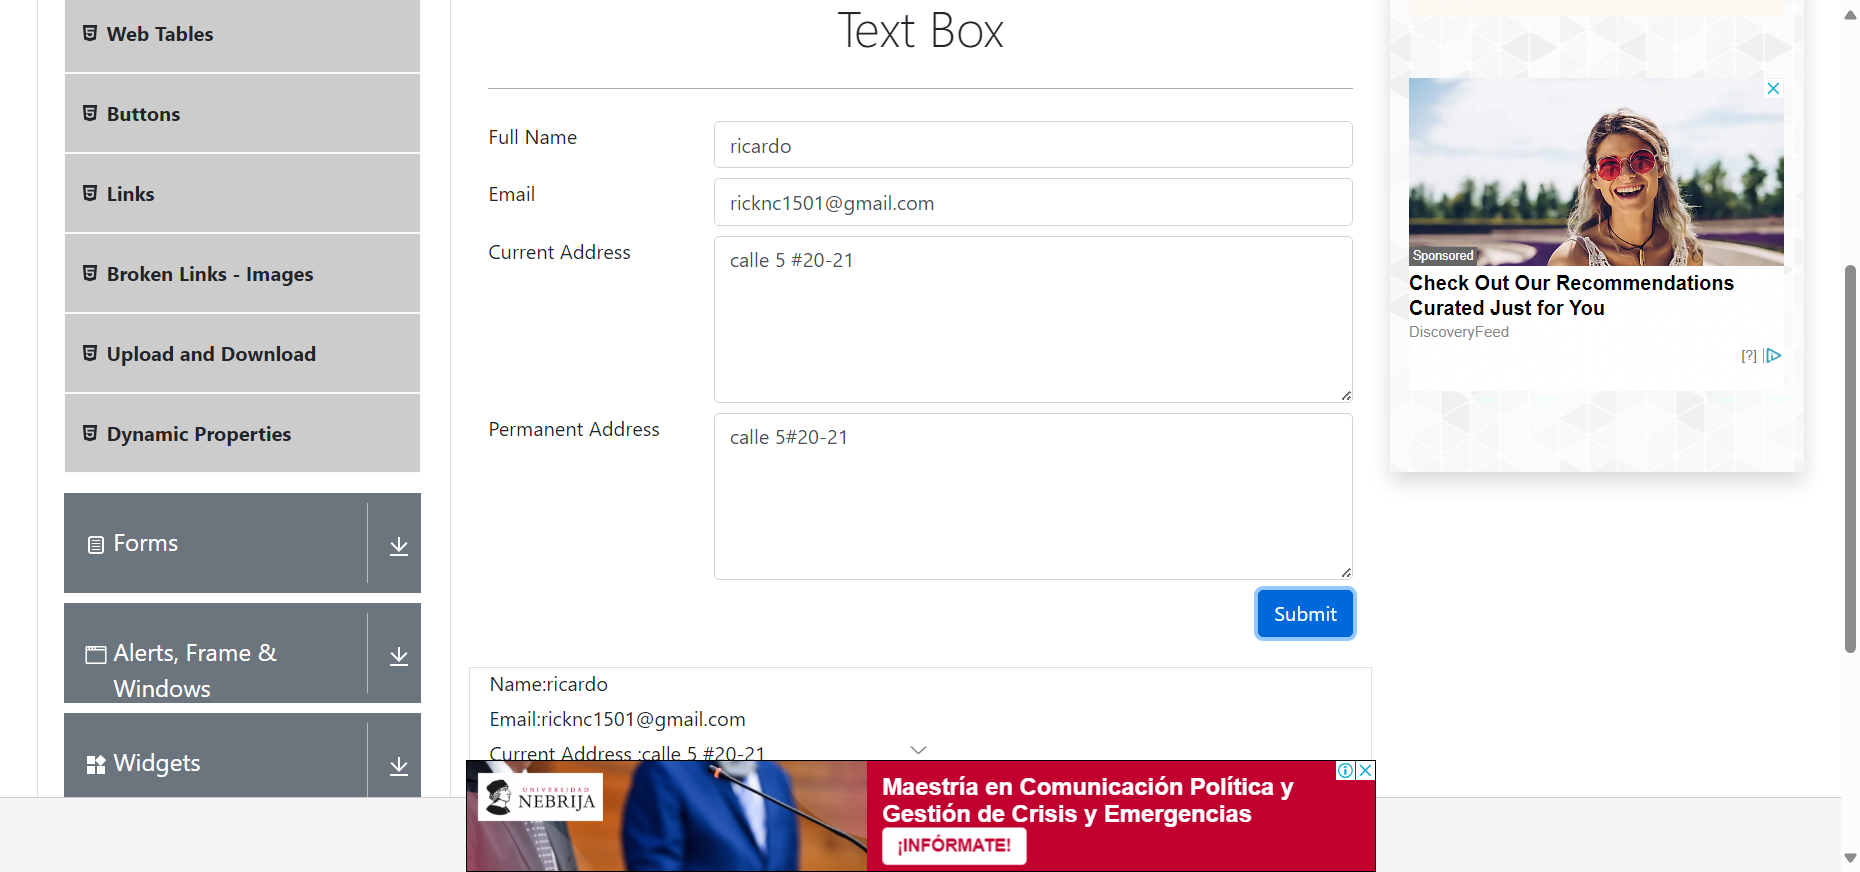 Web Tables
Buttons
Links
Broken Links - Images
Upload and Download
Dynamic Properties
Forms
Alerts, Frame &
Windows
Widgets
Text Box
Full Name
ricardo
Email
ricknc1501@gmail.com
Current Address
calle 5 #20-21
Permanent Address
calle 5#20-21
Submit
Name:ricardo
Email:ricknc1501@gmail.com
Current Address :calle 5 #20-21
Sponsored
Check Out Our Recommendations
Curated Just for You
DiscoveryFeed
[?]
UNIVERSIDAD
NEBRIJA
Maestría en Comunicación Política y
Gestión de Crisis y Emergencias
¡INFÓRMATE!